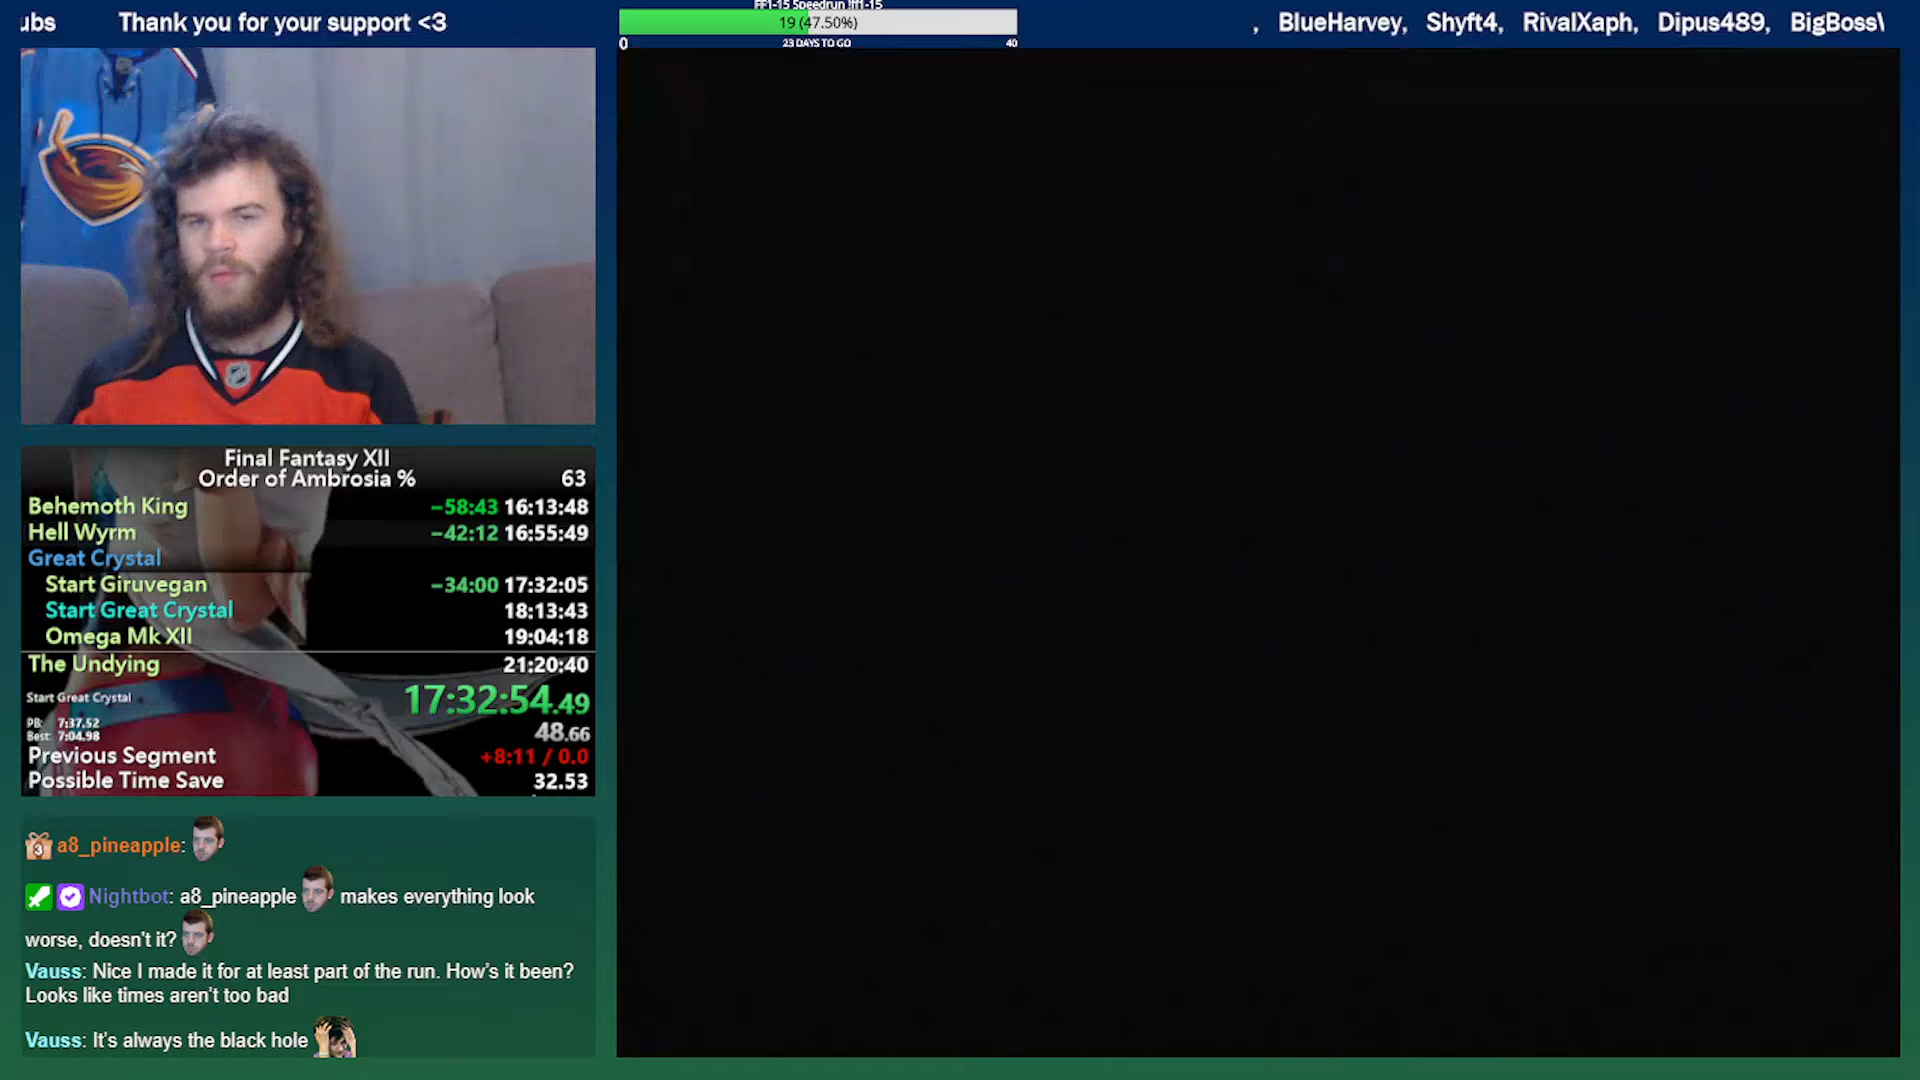 ubs Thank you for your support <3
FF1-15 Speedrun !ff1-15
19 (47.50%)
0 23 DAYS TO GO 40
, BlueHarvey, Shyft4, RivalXaph, Dipus489, BigBoss\
Final Fantasy XII
Order of Ambrosia % 63
Behemoth King −58:43 16:13:48
Hell Wyrm −42:12 16:55:49
Great Crystal
Start Giruvegan −34:00 17:32:05
Start Great Crystal 18:13:43
Omega Mk XII 19:04:18
The Undying 21:20:40
Start Great Crystal 17:32:54.49
PB: 7:37.52
Best: 7:04.98 48.66
Previous Segment +8:11 / 0.0
Possible Time Save 32.53
3 a8_pineapple:
Nightbot: a8_pineapple makes everything look
worse, doesn't it?
Vauss: Nice I made it for at least part of the run. How's it been?
Looks like times aren't too bad
Vauss: It's always the black hole